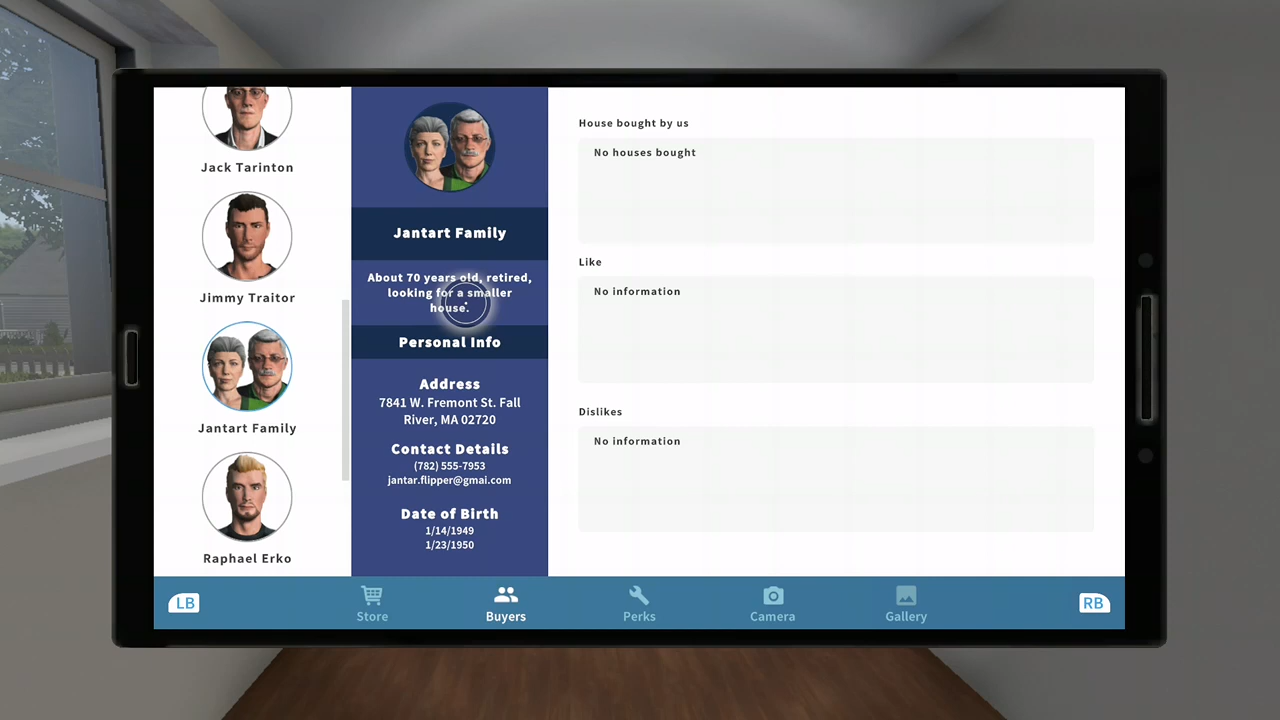 Jack Tarinton
Jimmy Traitor
Jantart Family
Raphael Erko
Jantart Family
About 70 years old, retired,
looking for a smaller
house.
Personal Info
Address
7841 W. Fremont St. Fall
River, MA 02720
Contact Details
(782) 555-7953
jantar.flipper@gmai.com
Date of Birth
1/14/1949
1/23/1950
House bought by us
No houses bought
Like
No information
Dislikes
No information
LB
Store
Buyers
Perks
Camera
Gallery
RB